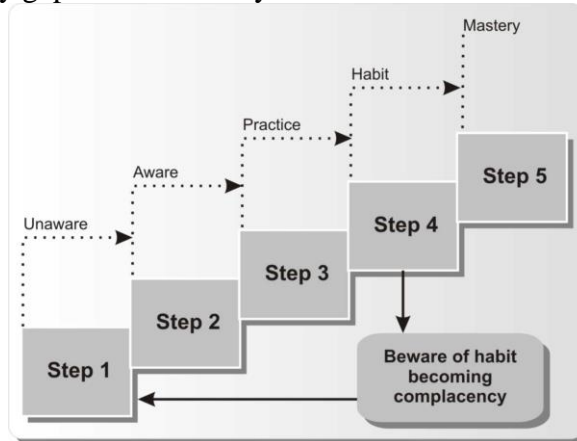 Mastery
Habit
Practice
Aware
Unaware
Step 5
Step 4
Step 3
Step 2
Step 1
Beware of habit
becoming
complacency